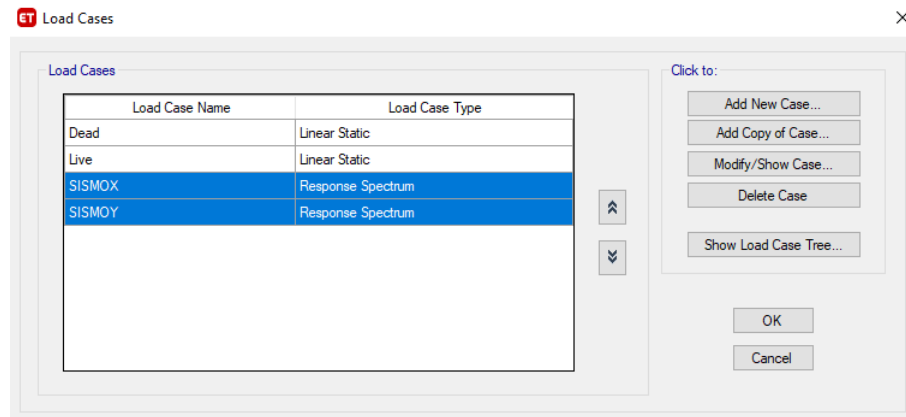 ET Load Cases
Load Cases
Load Case Name Load Case Type
Dead Linear Static
Live Linear Static
SISMOX Response Spectrum
SISMOY Response Spectrum
Click to:
Add New Case...
Add Copy of Case...
Modify/Show Case...
Delete Case
Show Load Case Tree...
OK
Cancel